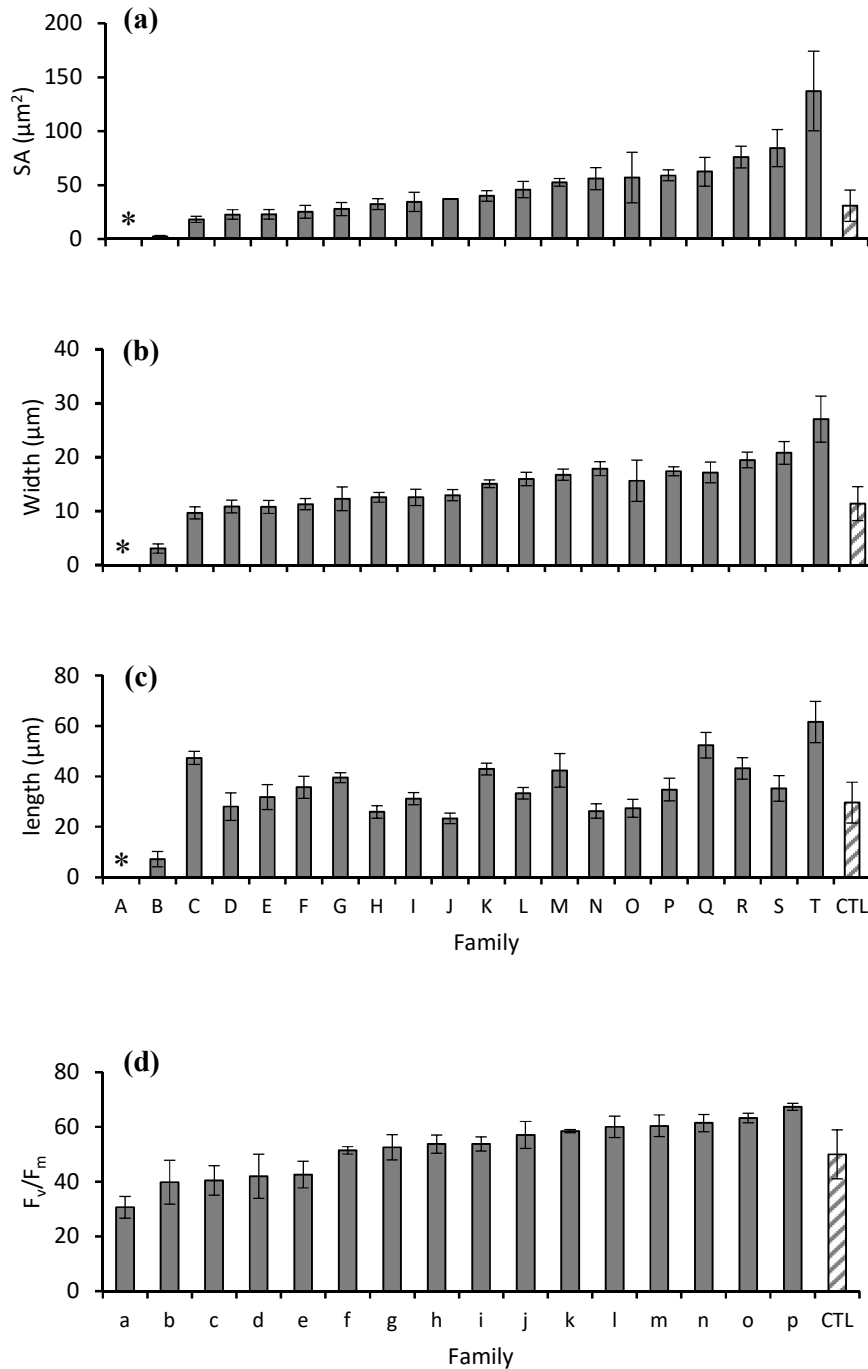 (a)
SA (μm²)
200
150
100
50
0
*
(b)
Width (μm)
40
30
20
10
0
*
(c)
length (μm)
80
60
40
20
0
*
A B C D E F G H I J K L M N O P Q R S T CTL
Family
(d)
Fv/Fm
80
60
40
20
0
a b c d e f g h i j k l m n o p CTL
Family